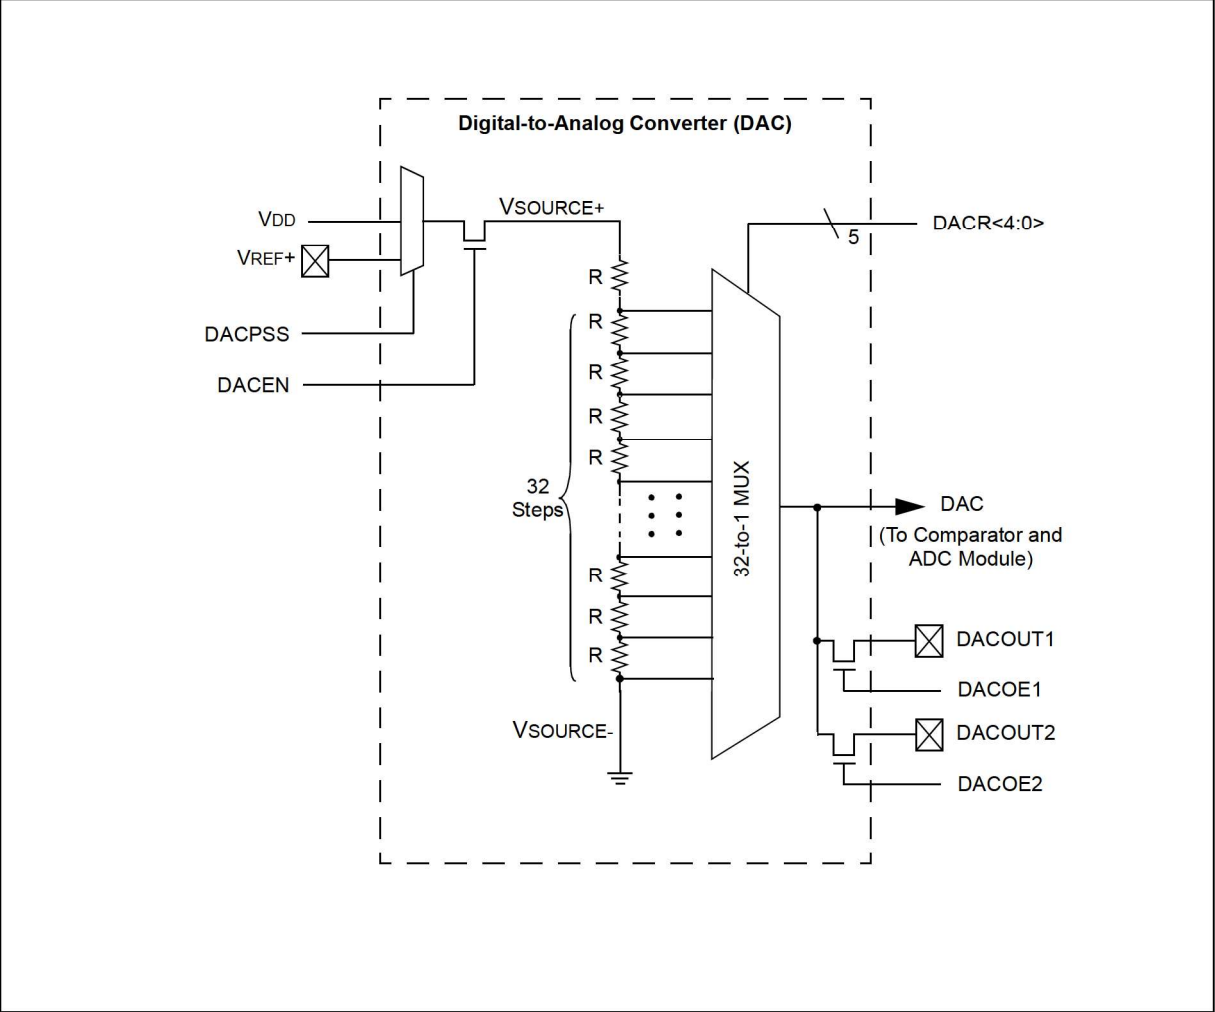 Digital-to-Analog Converter (DAC)
VDD
VREF+
DACPSS
DACEN
VSOURCE+
DACR<4:0>
5
R
R
R
R
R
32
Steps
R
R
R
VSOURCE-
32-to-1 MUX
DAC
(To Comparator and
ADC Module)
DACOUT1
DACOE1
DACOUT2
DACOE2